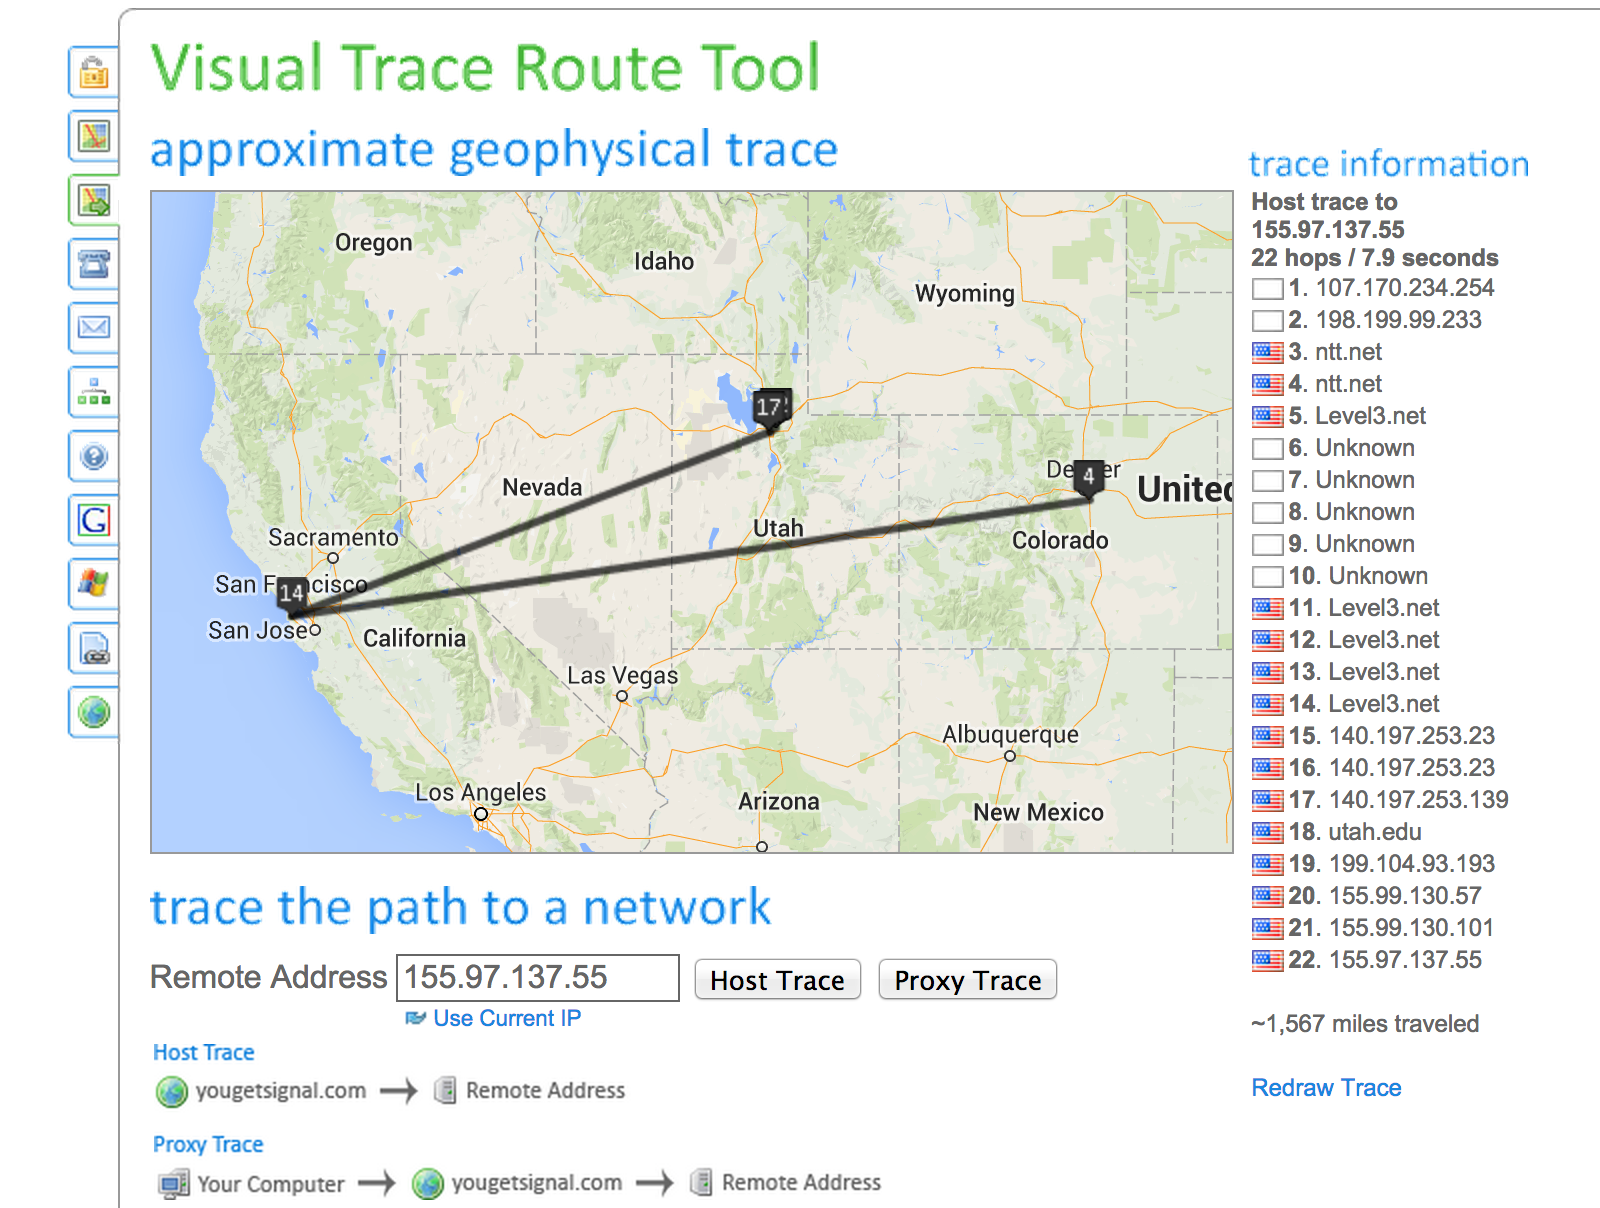 Visual Trace Route Tool
approximate geophysical trace
Oregon
Idaho
Wyoming
17
Nevada
4
United
Utah
Colorado
Sacramento
14
San Jose
California
Las Vegas
Albuquerque
Los Angeles
Arizona
New Mexico
trace information
Host trace to
155.97.137.55
22 hops / 7.9 seconds
1. 107.170.234.254
2. 198.199.99.233
3. ntt.net
4. ntt.net
5. Level3.net
6. Unknown
7. Unknown
8. Unknown
9. Unknown
10. Unknown
11. Level3.net
12. Level3.net
13. Level3.net
14. Level3.net
15. 140.197.253.23
16. 140.197.253.23
17. 140.197.253.139
18. utah.edu
19. 199.104.93.193
20. 155.99.130.57
21. 155.99.130.101
22. 155.97.137.55
~1,567 miles traveled
Redraw Trace
trace the path to a network
Remote Address 155.97.137.55 Host Trace Proxy Trace
Use Current IP
Host Trace
yougetsignal.com Remote Address
Proxy Trace
Your Computer yougetsignal.com Remote Address
G